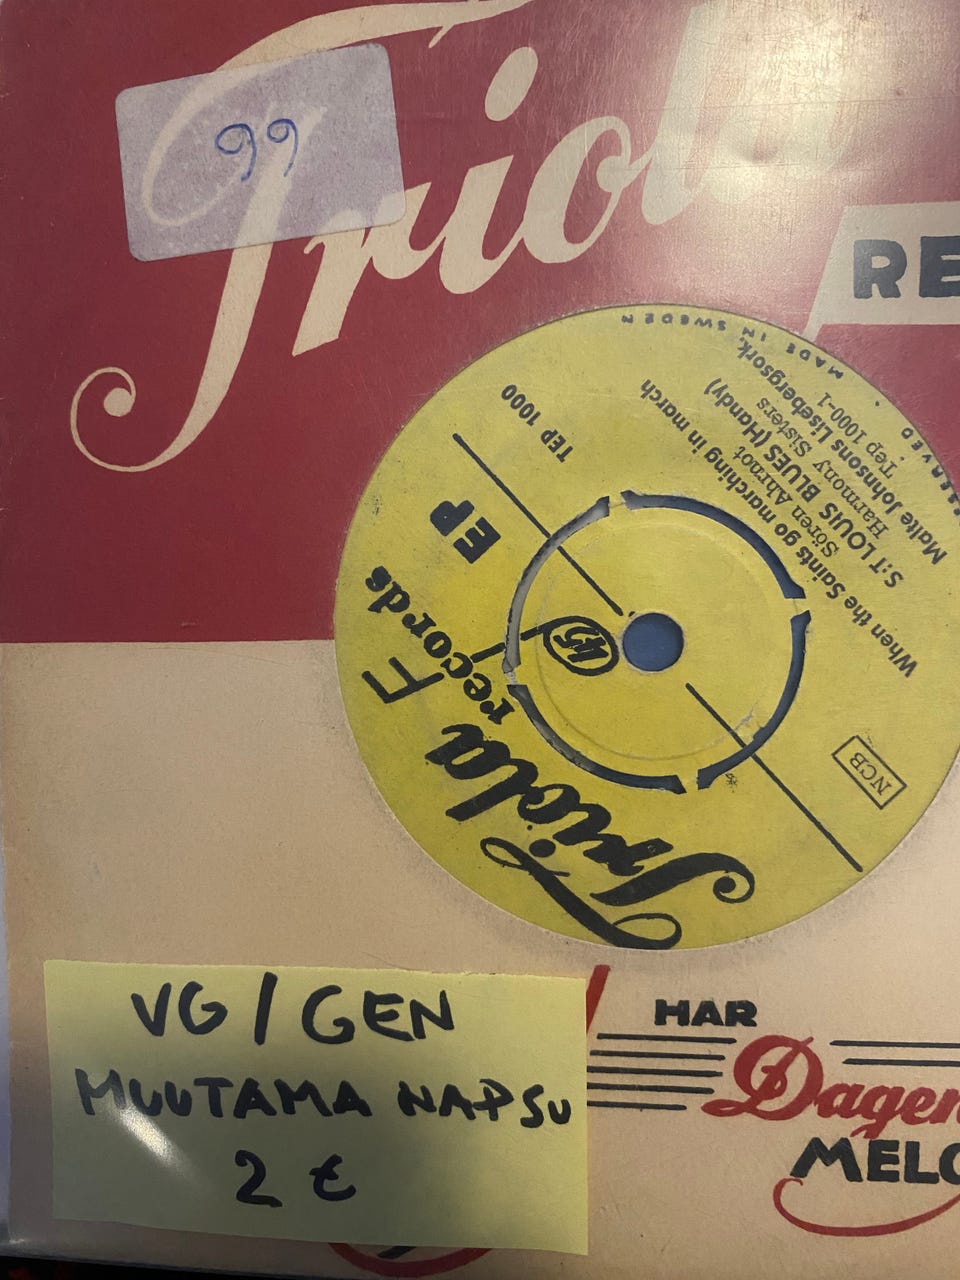 Triola
99
RE
MADE IN SWEDEN
TEP 1000
Tep 1000-1
Malte Johnsons Lisebergsork.
S:T LOUIS BLUES (Handy)
Harmony Sisters
Sören Ahrnot
When the Saints go marching in march
EP
45
NCB
Triola
records
HAR
Dagen
MELO
VG / GEN
MUUTAMA NAPSU
2 €